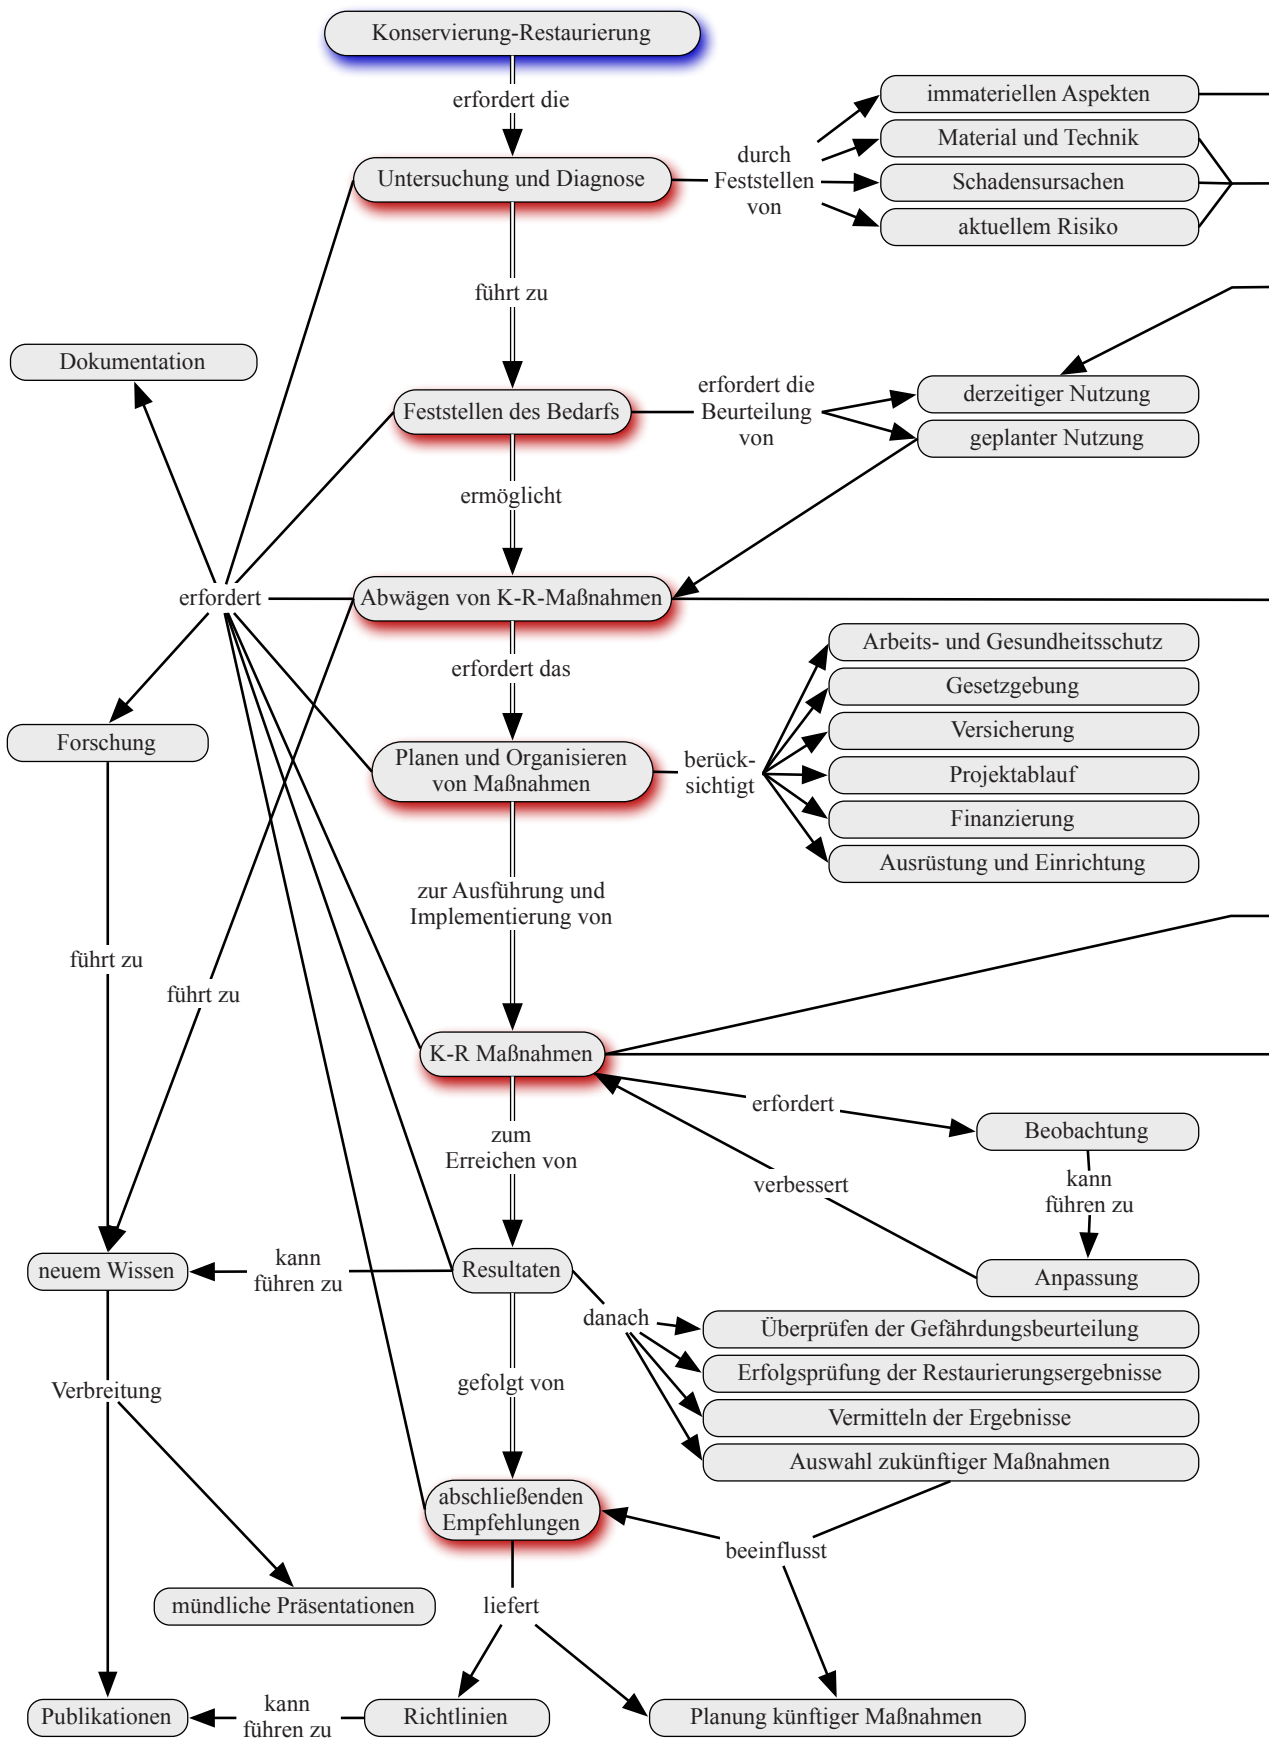 Konservierung-Restaurierung
erfordert die
Untersuchung und Diagnose
durch
Feststellen
von
immateriellen Aspekten
Material und Technik
Schadensursachen
aktuellem Risiko
führt zu
Dokumentation
Feststellen des Bedarfs
erfordert die
Beurteilung
von
derzeitiger Nutzung
geplanter Nutzung
ermöglicht
erfordert
Abwägen von K-R-Maßnahmen
erfordert das
Arbeits- und Gesundheitsschutz
Gesetzgebung
Versicherung
Projektablauf
Finanzierung
Ausrüstung und Einrichtung
Forschung
Planen und Organisieren
von Maßnahmen
berück-
sichtigt
zur Ausführung und
Implementierung von
führt zu
führt zu
K-R Maßnahmen
erfordert
Beobachtung
zum
Erreichen von
verbessert
kann
führen zu
neuem Wissen
kann
führen zu
Resultaten
Anpassung
danach
Überprüfen der Gefährdungsbeurteilung
Erfolgsprüfung der Restaurierungsergebnisse
Vermitteln der Ergebnisse
Auswahl zukünftiger Maßnahmen
Verbreitung
gefolgt von
abschließenden
Empfehlungen
beeinflusst
mündliche Präsentationen
liefert
Publikationen
kann
führen zu
Richtlinien
Planung künftiger Maßnahmen